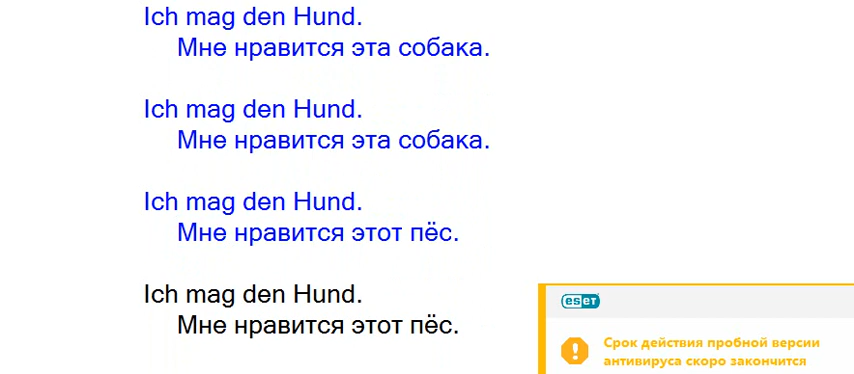 Ich mag den Hund.
Мне нравится эта собака.
Ich mag den Hund.
Мне нравится эта собака.
Ich mag den Hund.
Мне нравится этот пёс.
Ich mag den Hund.
Мне нравится этот пёс.
eset
Срок действия пробной версии
антивируса скоро закончится